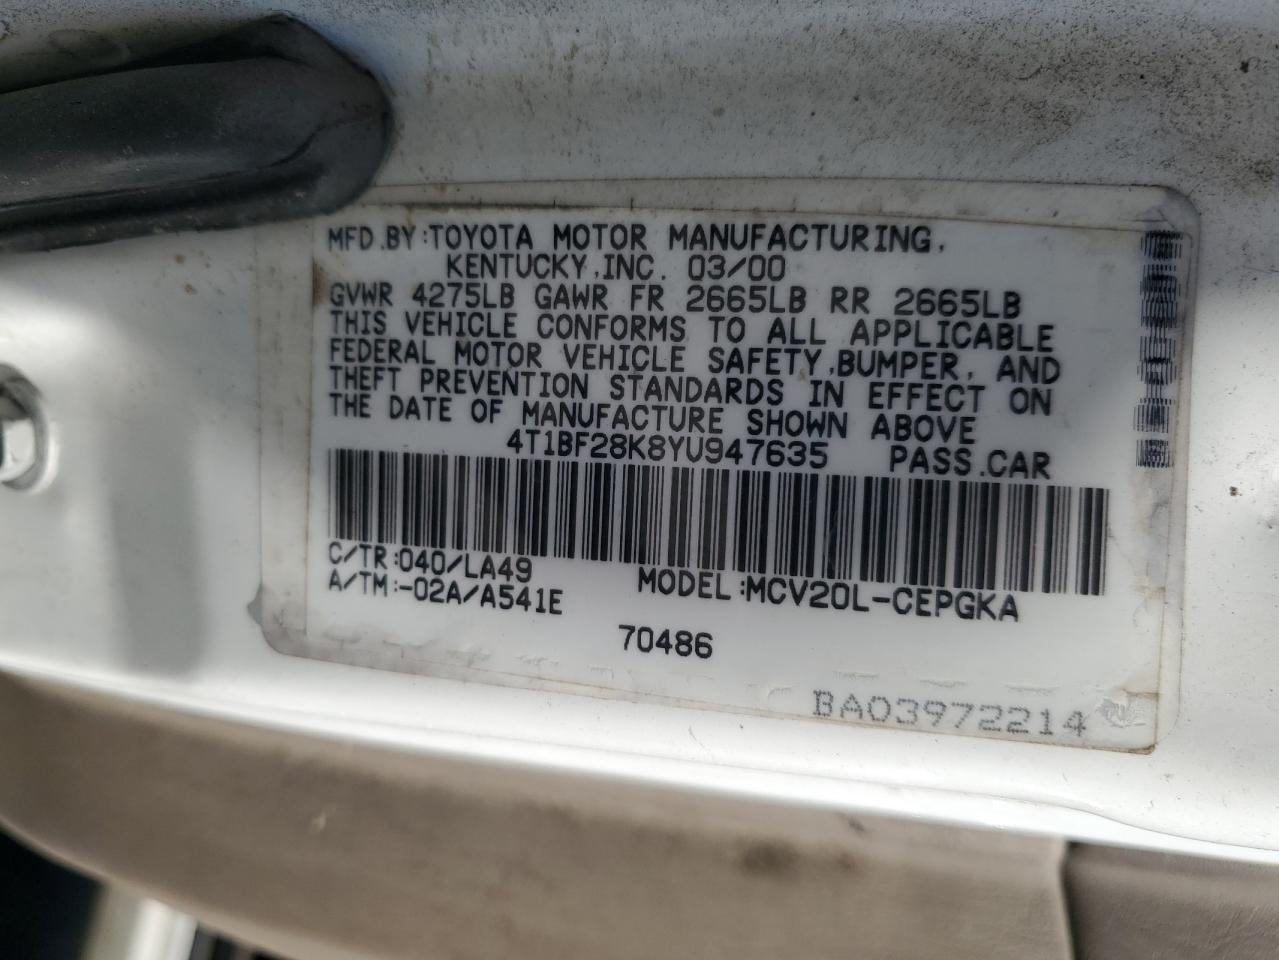 MFD.BY:TOYOTA MOTOR MANUFACTURING,
KENTUCKY,INC. 03/00
GVWR 4275LB GAWR FR 2665LB RR 2665LB
THIS VEHICLE CONFORMS TO ALL APPLICABLE
FEDERAL MOTOR VEHICLE SAFETY,BUMPER, AND
THEFT PREVENTION STANDARDS IN EFFECT ON
THE DATE OF MANUFACTURE SHOWN ABOVE
4T1BF28K8YU947635 PASS.CAR
C/TR:040/LA49
A/TM:-02A/A541E
MODEL:MCV20L-CEPGKA
70486
BA03972214